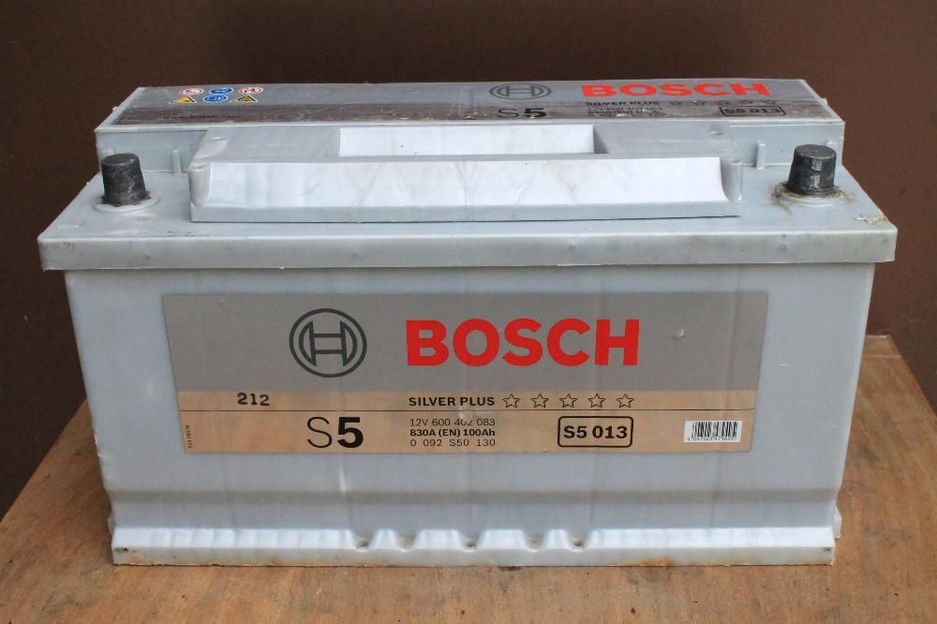 BOSCH
S5
SILVER PLUS
S5 013
BOSCH
212
SILVER PLUS
S5
12V 600 402 083
830A (EN) 100Ah
0 092 S50 130
S5 013